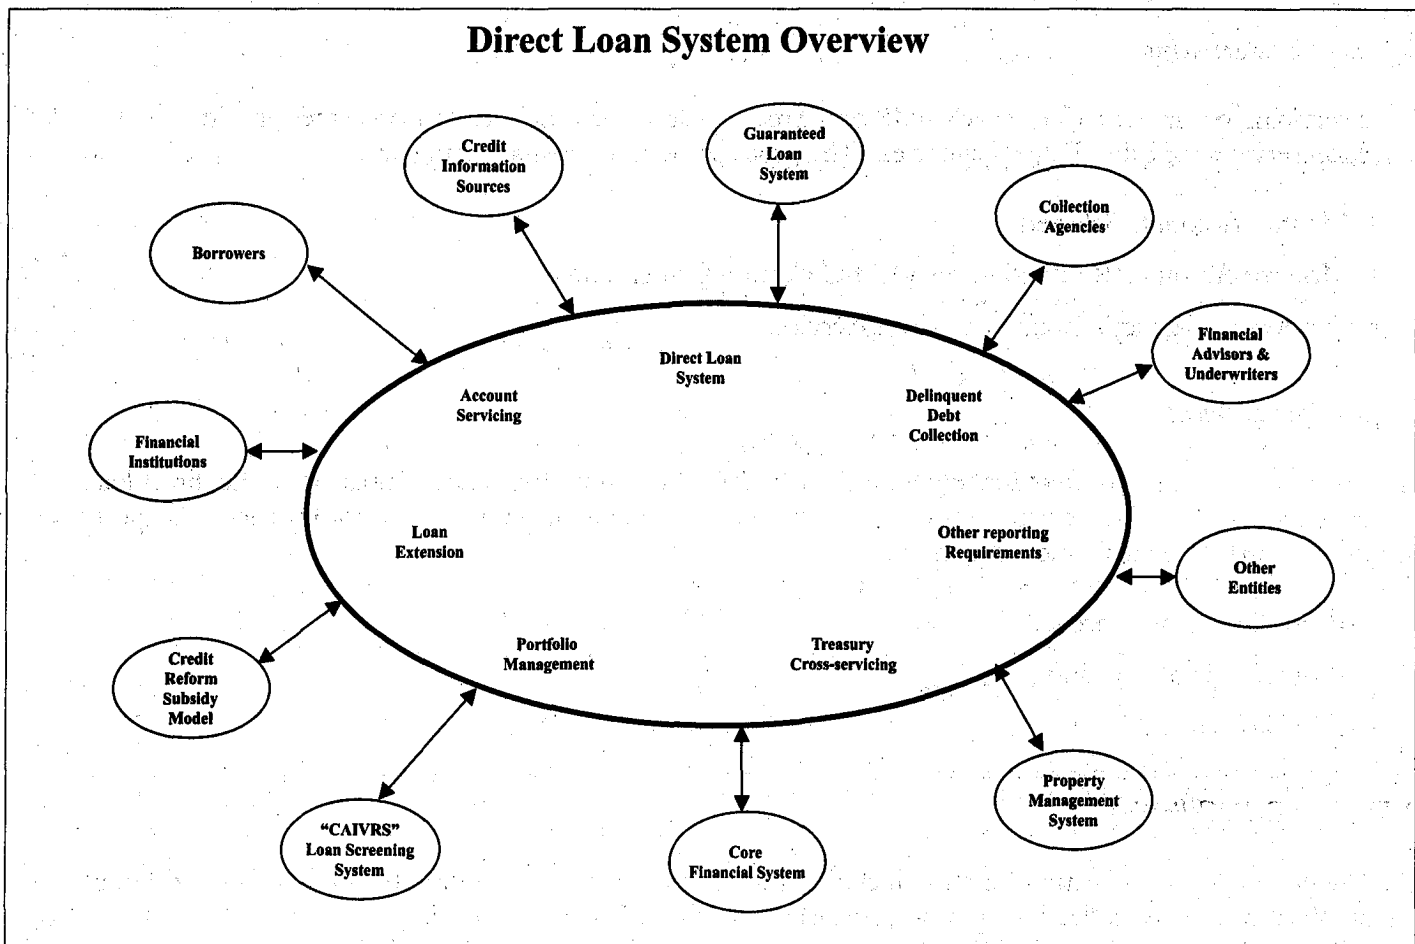 Direct Loan System Overview
Credit
Information
Sources
Guaranteed
Loan
System
Collection
Agencies
Borrowers
Financial
Advisors &
Underwriters
Direct Loan
System
Account
Servicing
Delinquent
Debt
Collection
Financial
Institutions
Loan
Extension
Other reporting
Requirements
Other
Entities
Portfolio
Management
Treasury
Cross-servicing
Credit
Reform
Subsidy
Model
Property
Management
System
“CAIVRS”
Loan Screening
System
Core
Financial System